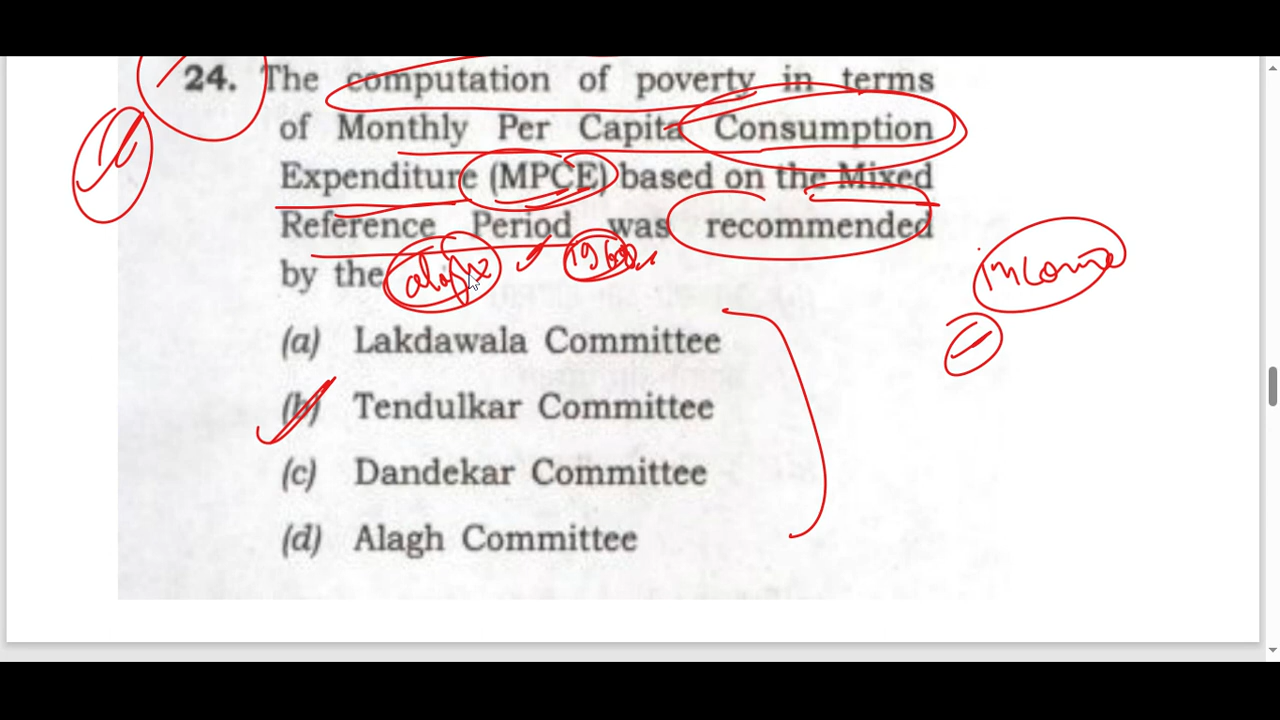 24. The computation of poverty in terms
of Monthly Per Capita Consumption
Expenditure (MPCE) based on the Mixed
Reference Period was recommended
by the
income
(a) Lakdawala Committee
(b) Tendulkar Committee
(c) Dandekar Committee
(d) Alagh Committee